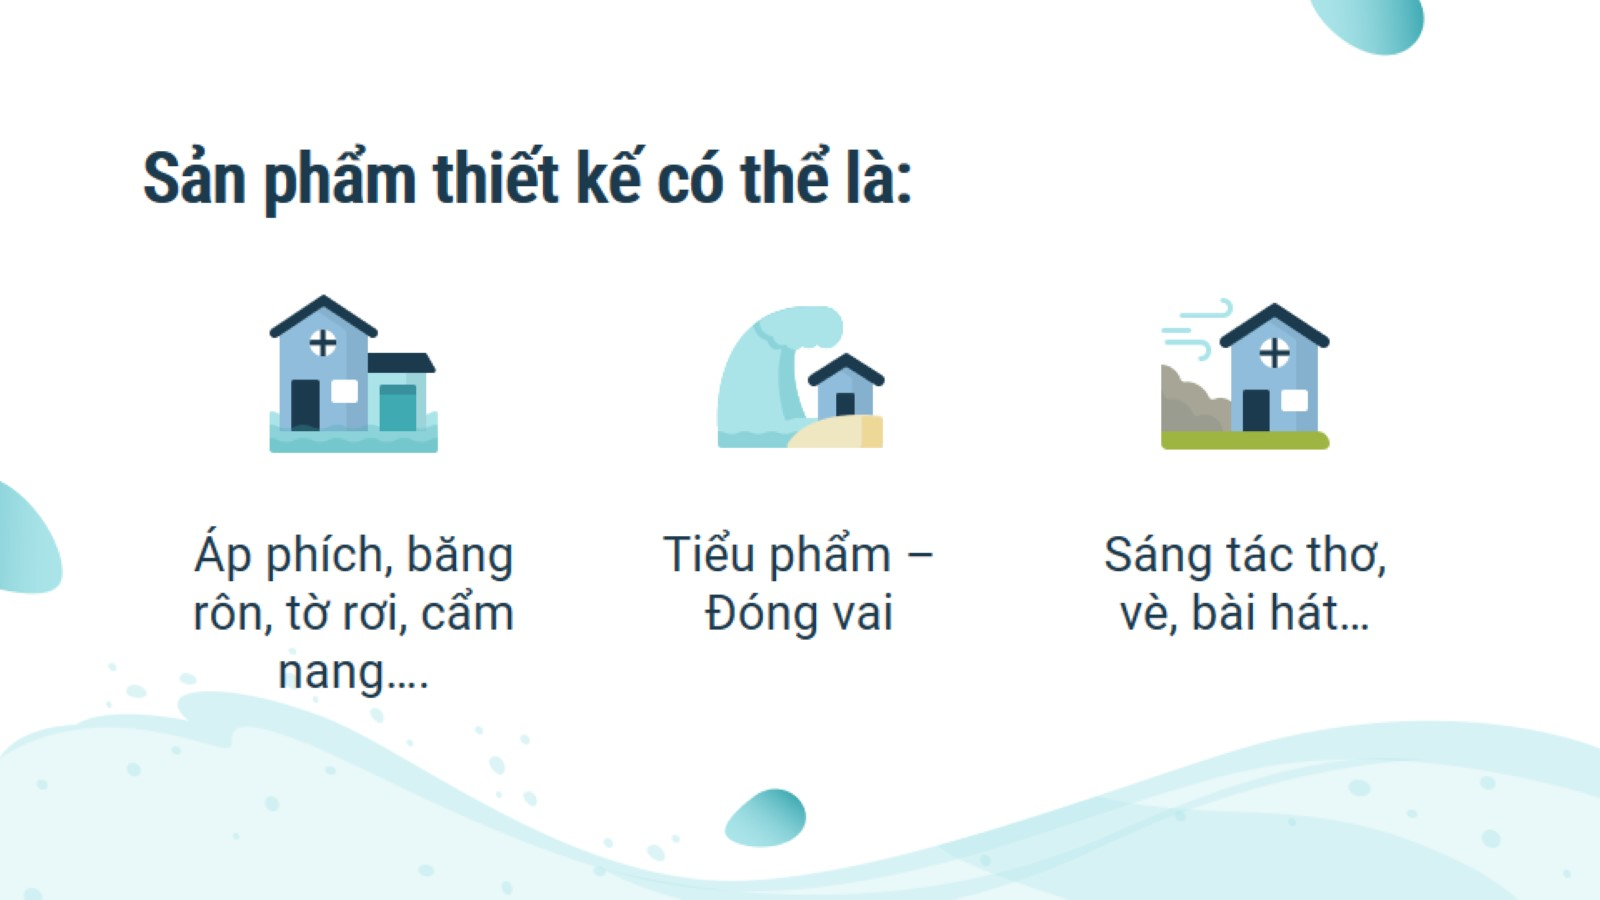 Sản phẩm thiết kế có thể là:
Áp phích, băng
rôn, tờ rơi, cẩm
nang....
Tiểu phẩm –
Đóng vai
Sáng tác thơ,
vè, bài hát...